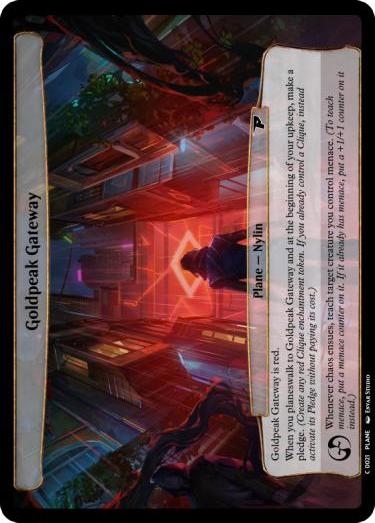 Goldpeak Gateway
Plane — Nylin
Goldpeak Gateway is red.
When you planeswalk to Goldpeak Gateway and at the beginning of your upkeep, make a
pledge. (Create any red Clique enchantment token. If you already control a Clique, instead
activate its Pledge without paying its cost.)
Whenever chaos ensues, teach target creature you control menace. (To teach
menace, put a menace counter on it. If it already has menace, put a +1/+1 counter on it
instead.)
PLANE